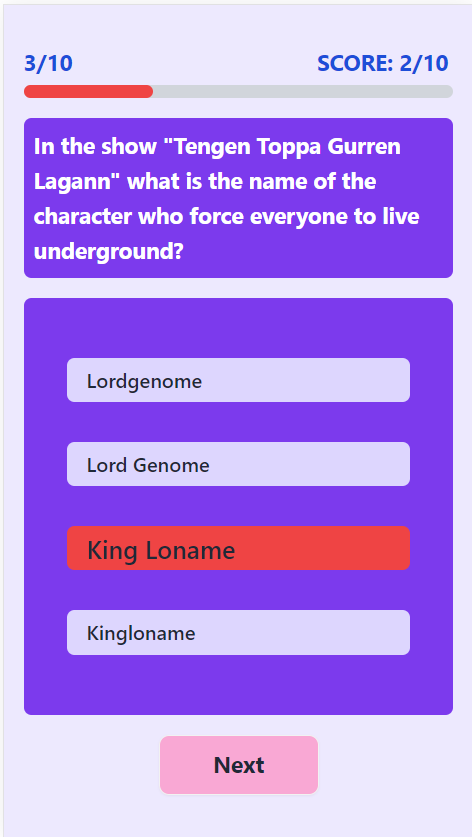 3/10
SCORE: 2/10
In the show "Tengen Toppa Gurren
Lagann" what is the name of the
character who force everyone to live
underground?
Lordgenome
Lord Genome
King Loname
Kingloname
Next